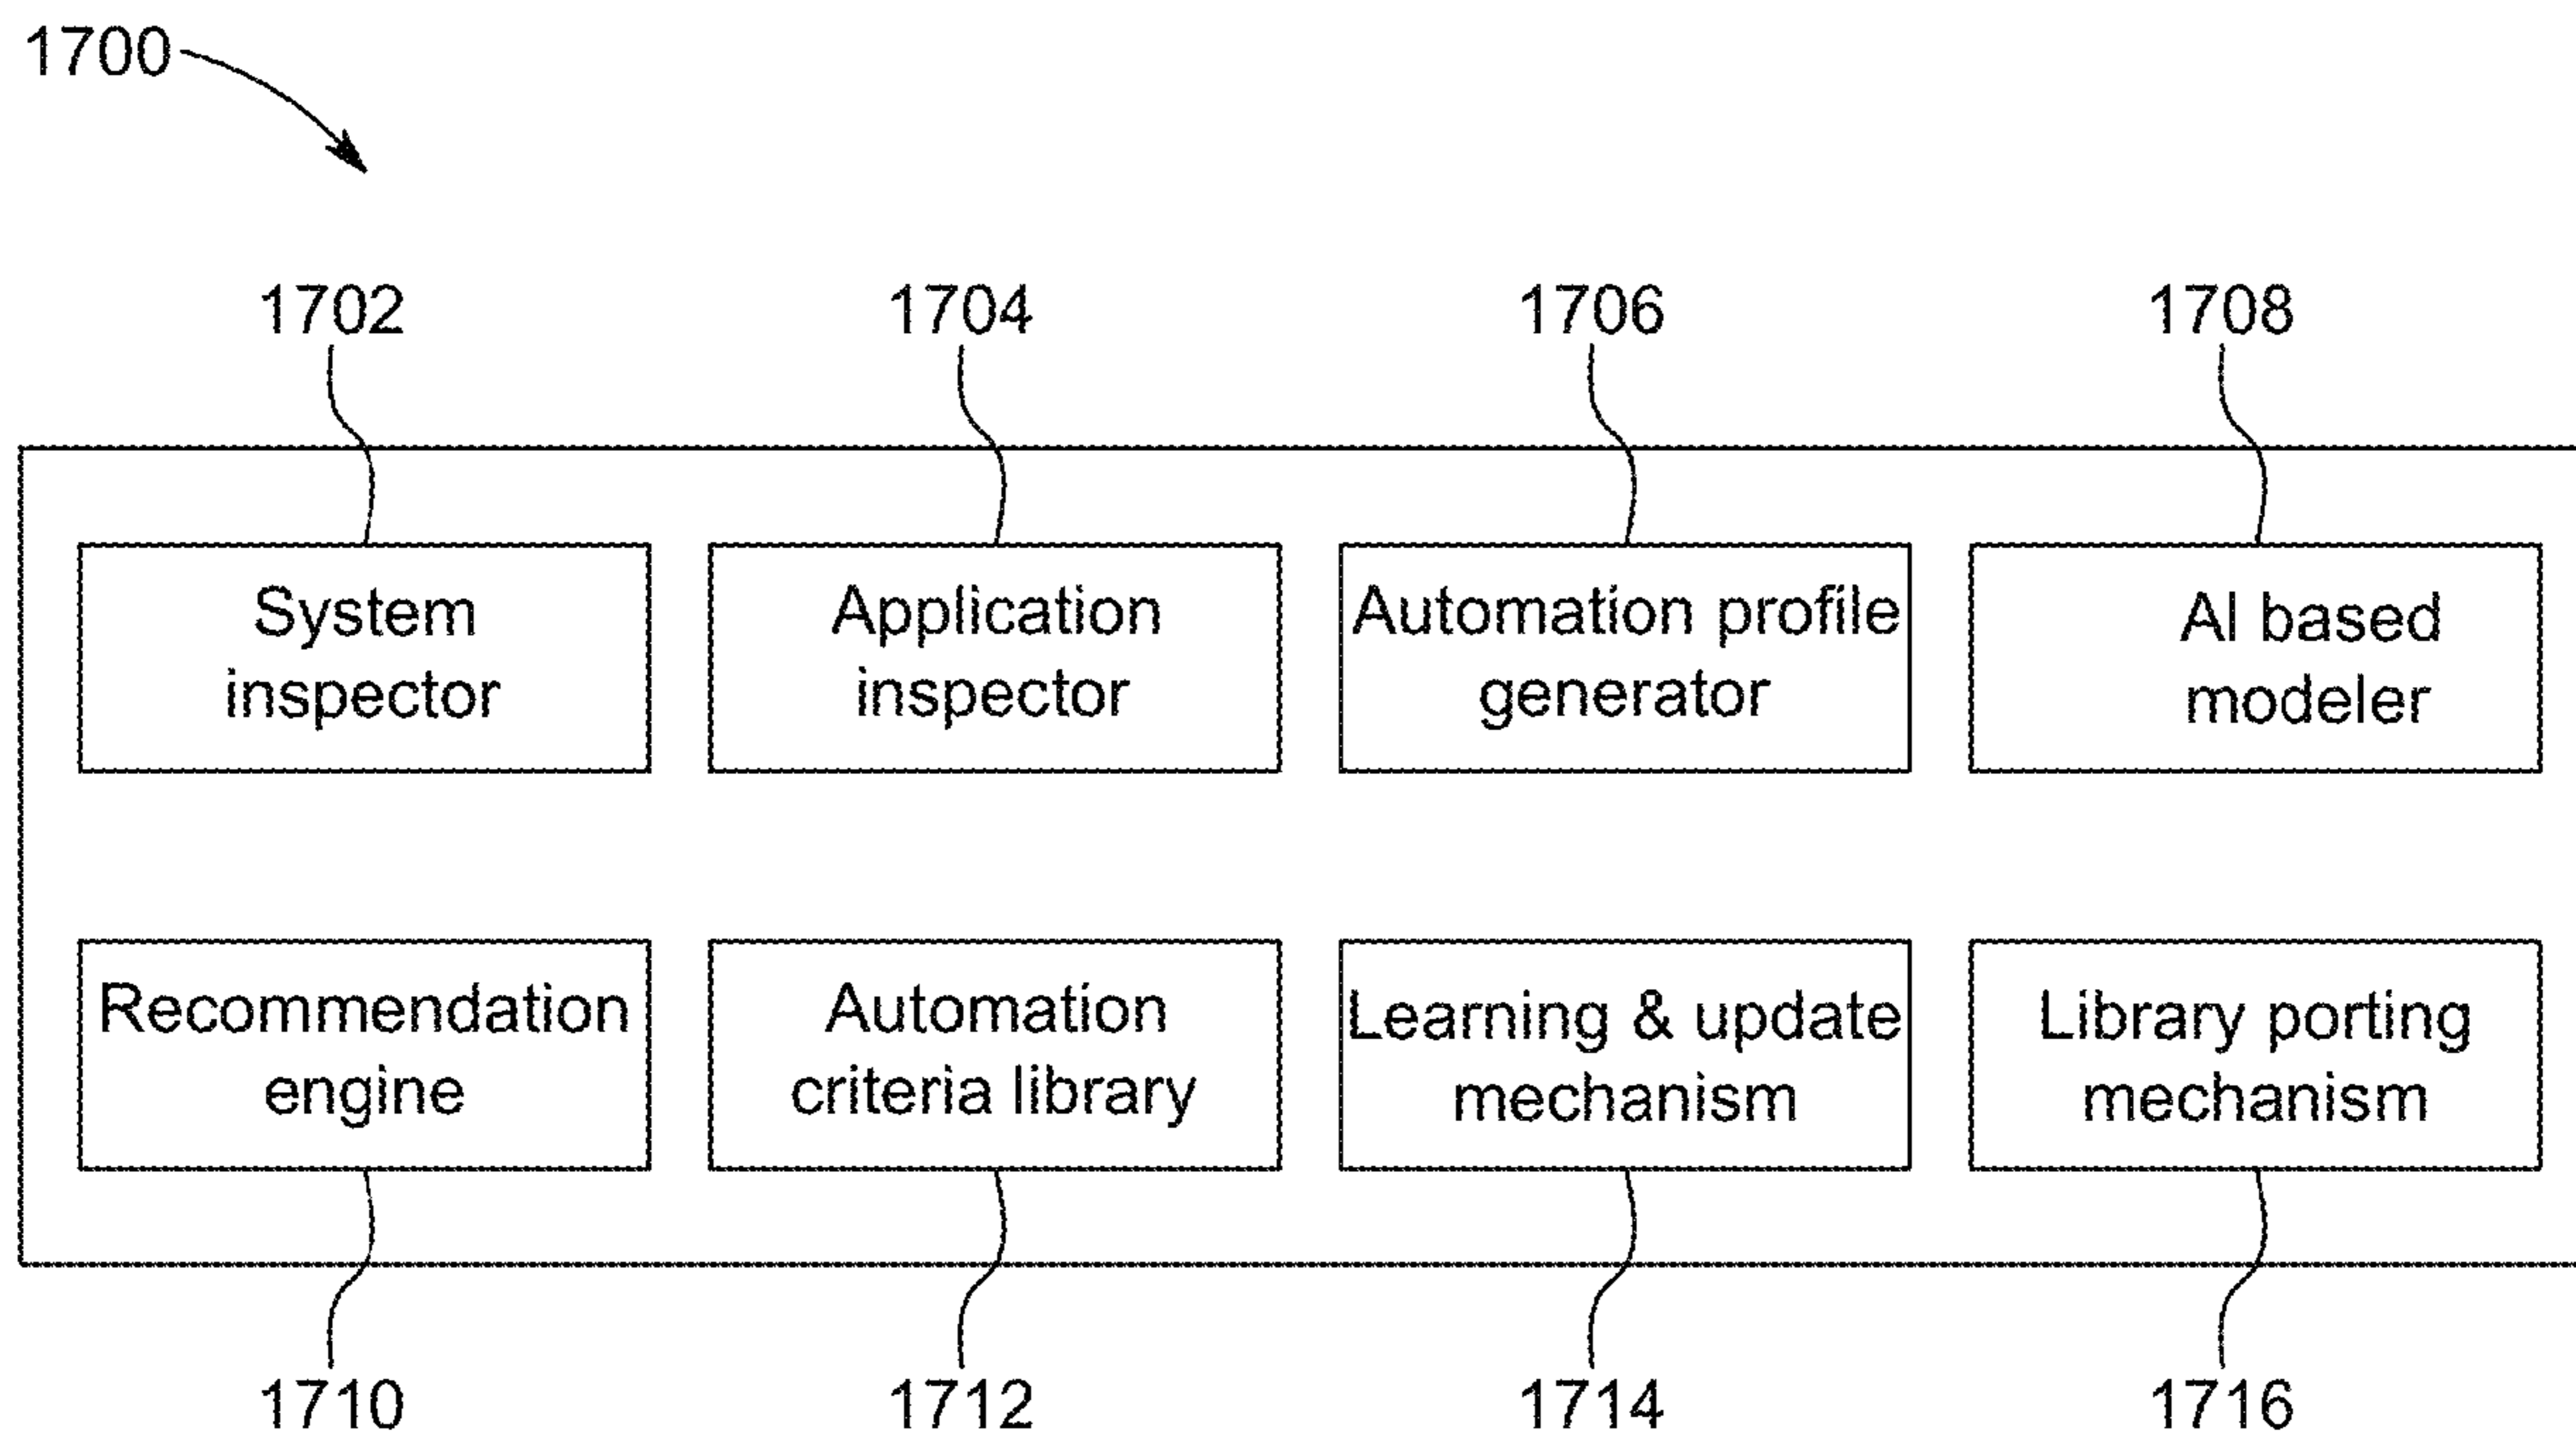 1700
1702
1704
1706
1708
System
inspector
Application
inspector
Automation profile
generator
AI based
modeler
Recommendation
engine
Automation
criteria library
Learning & update
mechanism
Library porting
mechanism
1710
1712
1714
1716